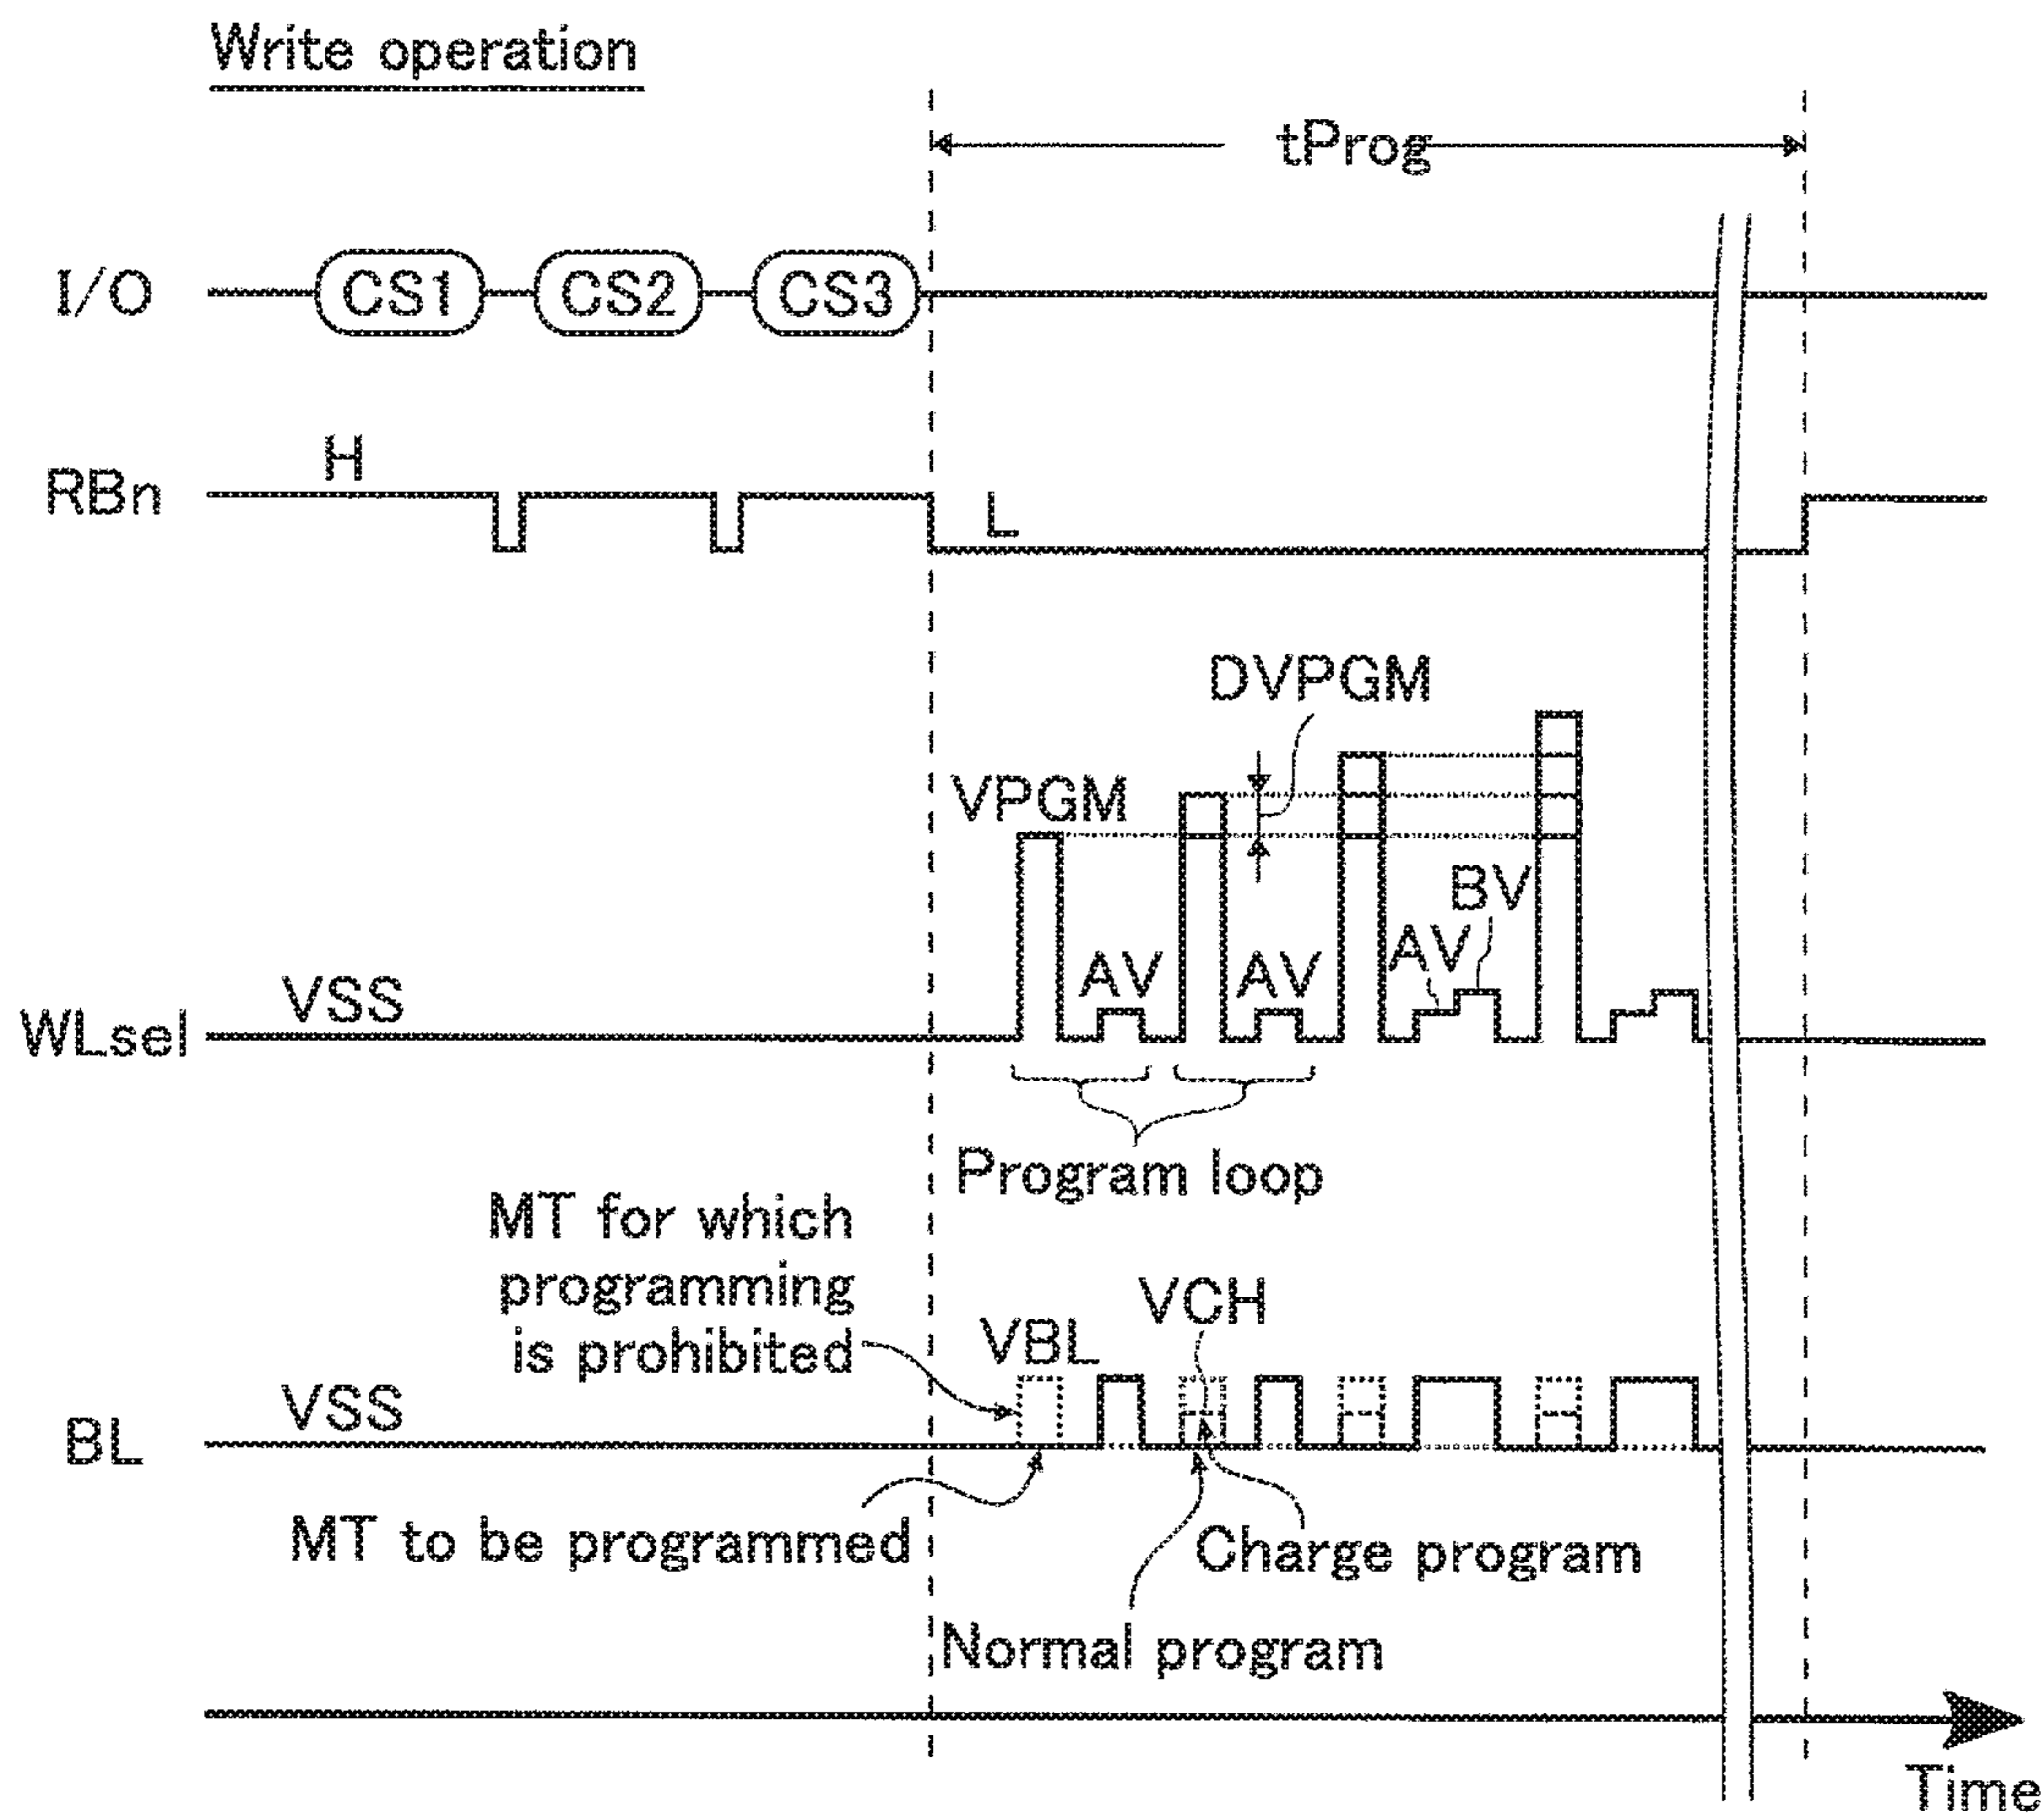 Write operation
tProg
I/O
CS1
CS2
CS3
H
RBn
L
DVPGM
VPGM
BV
AV
AV
AV
VSS
WLsel
Program loop
MT for which
programming
is prohibited
VCH
VBL
VSS
BL
MT to be programmed
Charge program
Normal program
Time